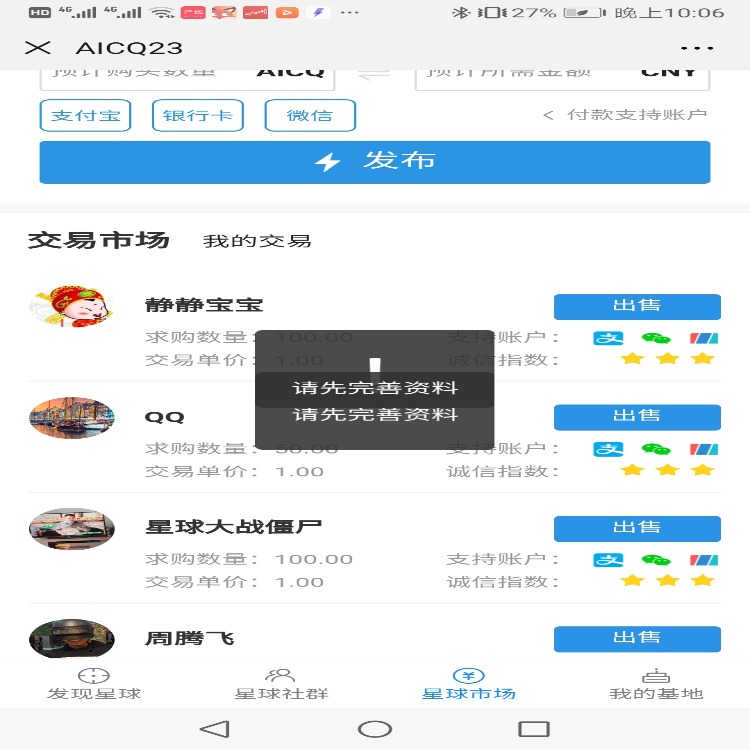 HD 4G 4G 27% 晚上10:06
AICQ23
预计购买数量 AICQ 预计所需金额 CNY
支付宝 银行卡 微信 < 付款支持账户
发布
交易市场 我的交易
静静宝宝 出售
求购数量: 100.00 支持账户:
交易单价: 1.00 诚信指数:
请先完善资料
请先完善资料
QQ 出售
求购数量: 50.00 支持账户:
交易单价: 1.00 诚信指数:
星球大战僵尸 出售
求购数量: 100.00 支持账户:
交易单价: 1.00 诚信指数:
周腾飞 出售
发现星球 星球社群 星球市场 我的基地